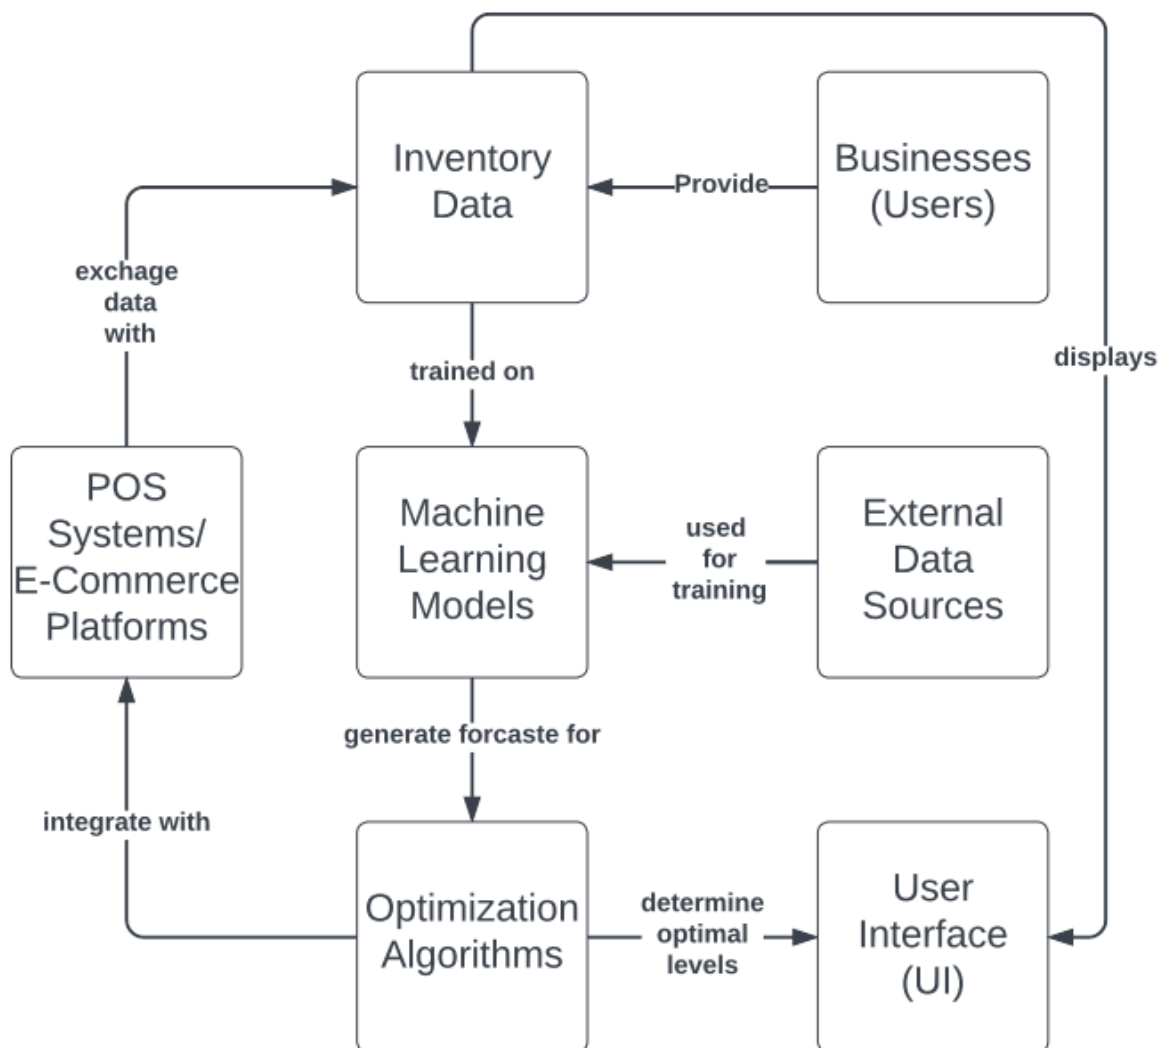 Inventory
Data
Businesses
(Users)
Provide
exchage
data
with
trained on
displays
POS
Systems/
E-Commerce
Platforms
Machine
Learning
Models
used
for
training
External
Data
Sources
generate forcaste for
integrate with
Optimization
Algorithms
determine
optimal
levels
User
Interface
(UI)